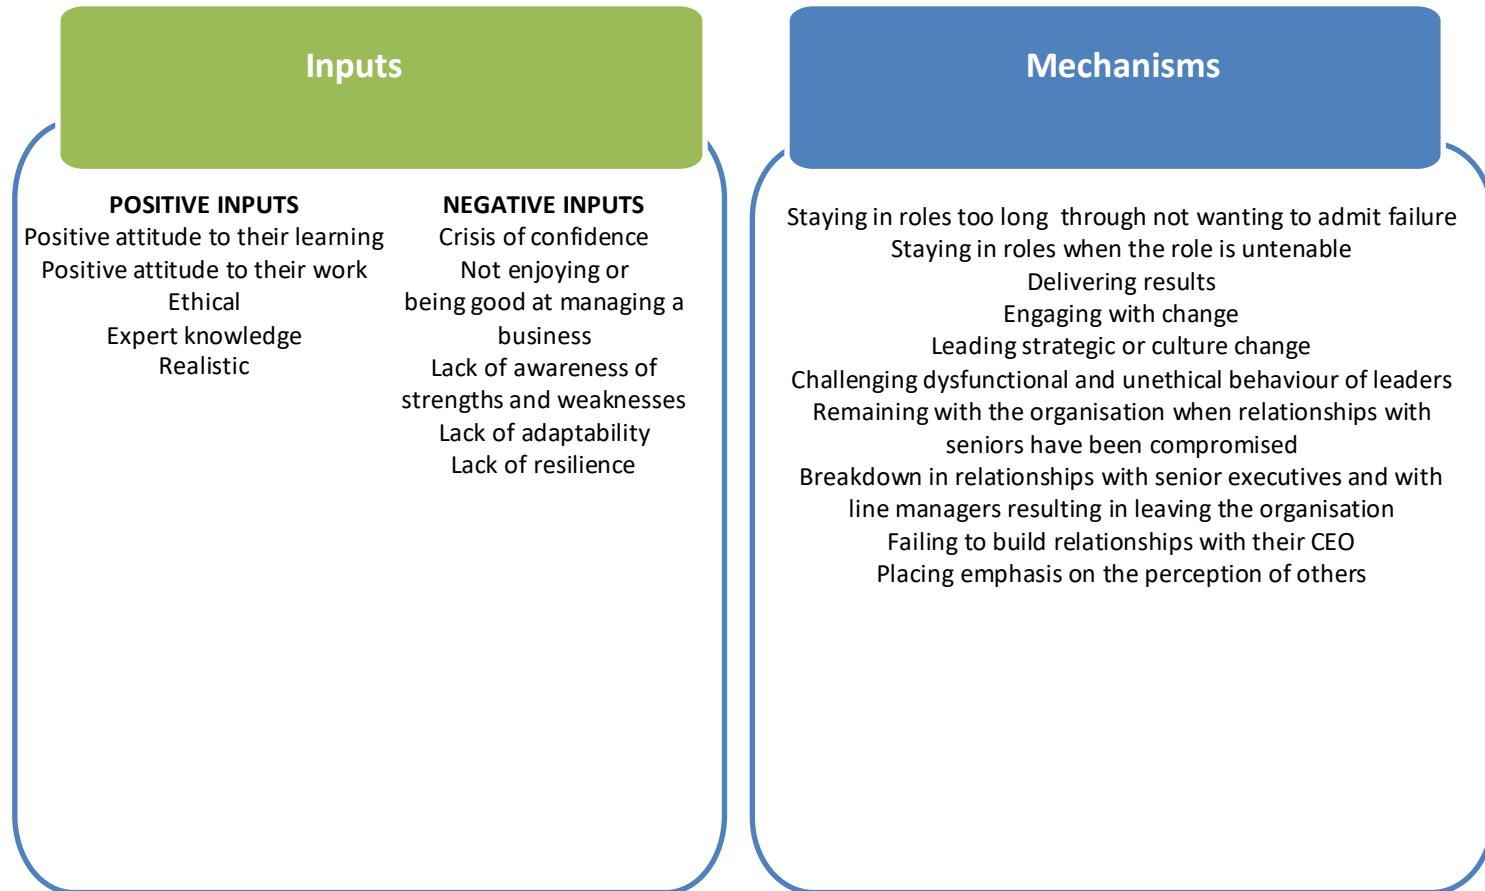 Inputs
POSITIVE INPUTS
Positive attitude to their learning
Positive attitude to their work
Ethical
Expert knowledge
Realistic
NEGATIVE INPUTS
Crisis of confidence
Not enjoying or
being good at managing a
business
Lack of awareness of
strengths and weaknesses
Lack of adaptability
Lack of resilience
Mechanisms
Staying in roles too long  through not wanting to admit failure
Staying in roles when the role is untenable
Delivering results
Engaging with change
Leading strategic or culture change
Challenging dysfunctional and unethical behaviour of leaders
Remaining with the organisation when relationships with
seniors have been compromised
Breakdown in relationships with senior executives and with
line managers resulting in leaving the organisation
Failing to build relationships with their CEO
Placing emphasis on the perception of others